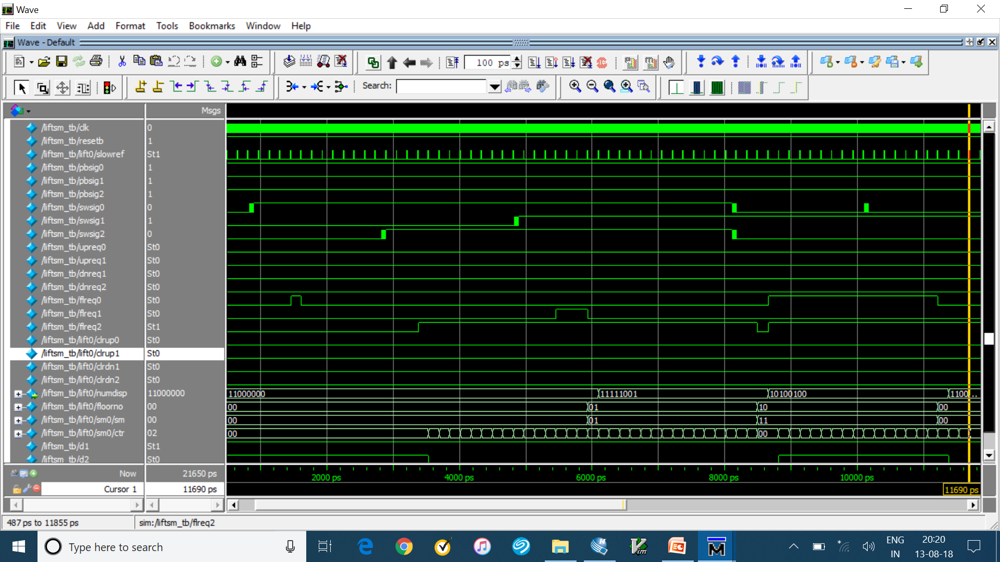 Wave
File Edit View Add Format Tools Bookmarks Window Help
Wave - Default
100 ps
Search:
Msgs
/liftsm_tb/clk 0
/liftsm_tb/resetb 1
/liftsm_tb/lift0/slowref St1
/liftsm_tb/pbsig0 1
/liftsm_tb/pbsig1 1
/liftsm_tb/pbsig2 1
/liftsm_tb/swsig0 0
/liftsm_tb/swsig1 1
/liftsm_tb/swsig2 0
/liftsm_tb/upreq0 St0
/liftsm_tb/upreq1 St0
/liftsm_tb/dnreq1 St0
/liftsm_tb/dnreq2 St0
/liftsm_tb/flreq0 St0
/liftsm_tb/flreq1 St0
/liftsm_tb/flreq2 St1
/liftsm_tb/lift0/clrup0 St0
/liftsm_tb/lift0/clrup1 St0
/liftsm_tb/lift0/clrdn1 St0
/liftsm_tb/lift0/clrdn2 St0
/liftsm_tb/lift0/numdisp 11000000 11000000 11111001 10100100 1100...
/liftsm_tb/lift0/floorno 00 00 01 10 00
/liftsm_tb/lift0/sm0/sm 00 00 01 11 00
/liftsm_tb/lift0/sm0/ctr 02 00 00
/liftsm_tb/d1 St1
/liftsm_tb/d2 St0
Now 21650 ps 2000 ps 4000 ps 6000 ps 8000 ps 10000 ps
Cursor 1 11690 ps 11690 ps
487 ps to 11855 ps sim:/liftsm_tb/flreq2
Type here to search
ENG 20:20
IN 13-08-18